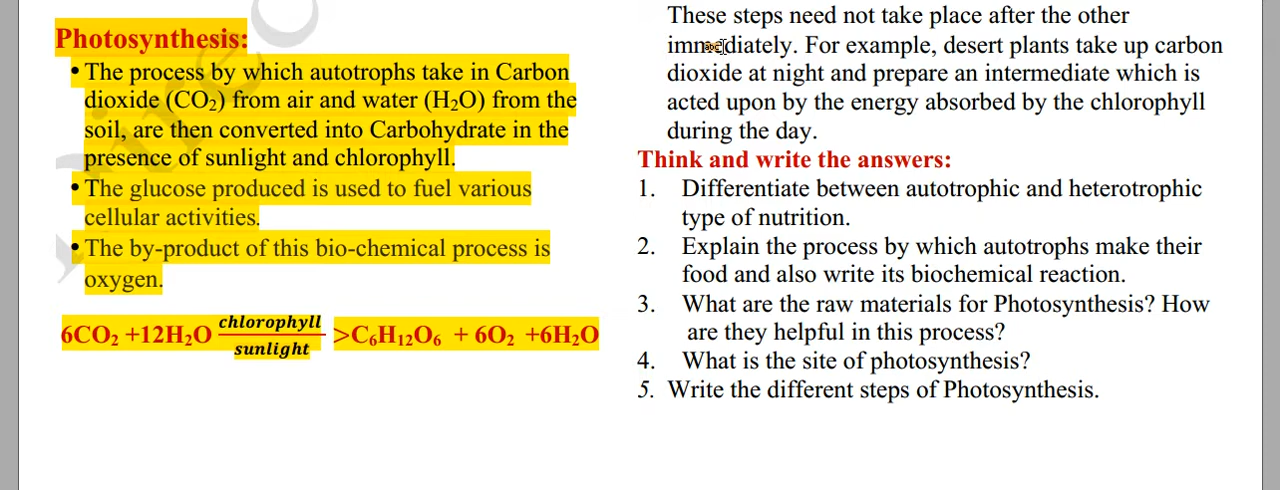 Photosynthesis:
• The process by which autotrophs take in Carbon
dioxide (CO₂) from air and water (H₂O) from the
soil, are then converted into Carbohydrate in the
presence of sunlight and chlorophyll.
• The glucose produced is used to fuel various
cellular activities.
• The by-product of this bio-chemical process is
oxygen.
chlorophyll
6CO₂ +12H₂O >C₆H₁₂O₆ + 6O₂ +6H₂O
sunlight
These steps need not take place after the other
immediately. For example, desert plants take up carbon
dioxide at night and prepare an intermediate which is
acted upon by the energy absorbed by the chlorophyll
during the day.
Think and write the answers:
1. Differentiate between autotrophic and heterotrophic
type of nutrition.
2. Explain the process by which autotrophs make their
food and also write its biochemical reaction.
3. What are the raw materials for Photosynthesis? How
are they helpful in this process?
4. What is the site of photosynthesis?
5. Write the different steps of Photosynthesis.